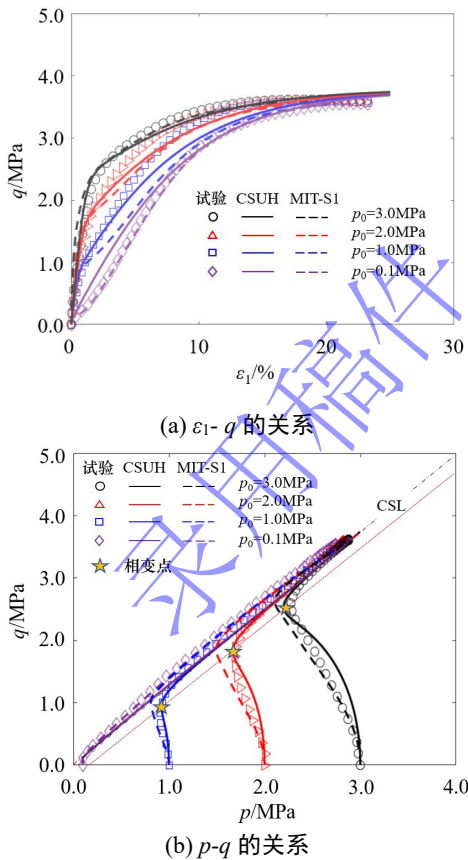 5.0
4.0
3.0
2.0
1.0
0.0
q/MPa
试验 CSUH MIT-S1
p0=3.0MPa
p0=2.0MPa
p0=1.0MPa
p0=0.1MPa
0 10 20 30
ε1/%
(a) ε1- q 的关系
5.0
4.0
3.0
2.0
1.0
0.0
q/MPa
试验 CSUH MIT-S1
p0=3.0MPa
p0=2.0MPa
p0=1.0MPa
p0=0.1MPa
相变点
CSL
0.0 1.0 2.0 3.0 4.0
p/MPa
(b) p-q 的关系
录用稿件